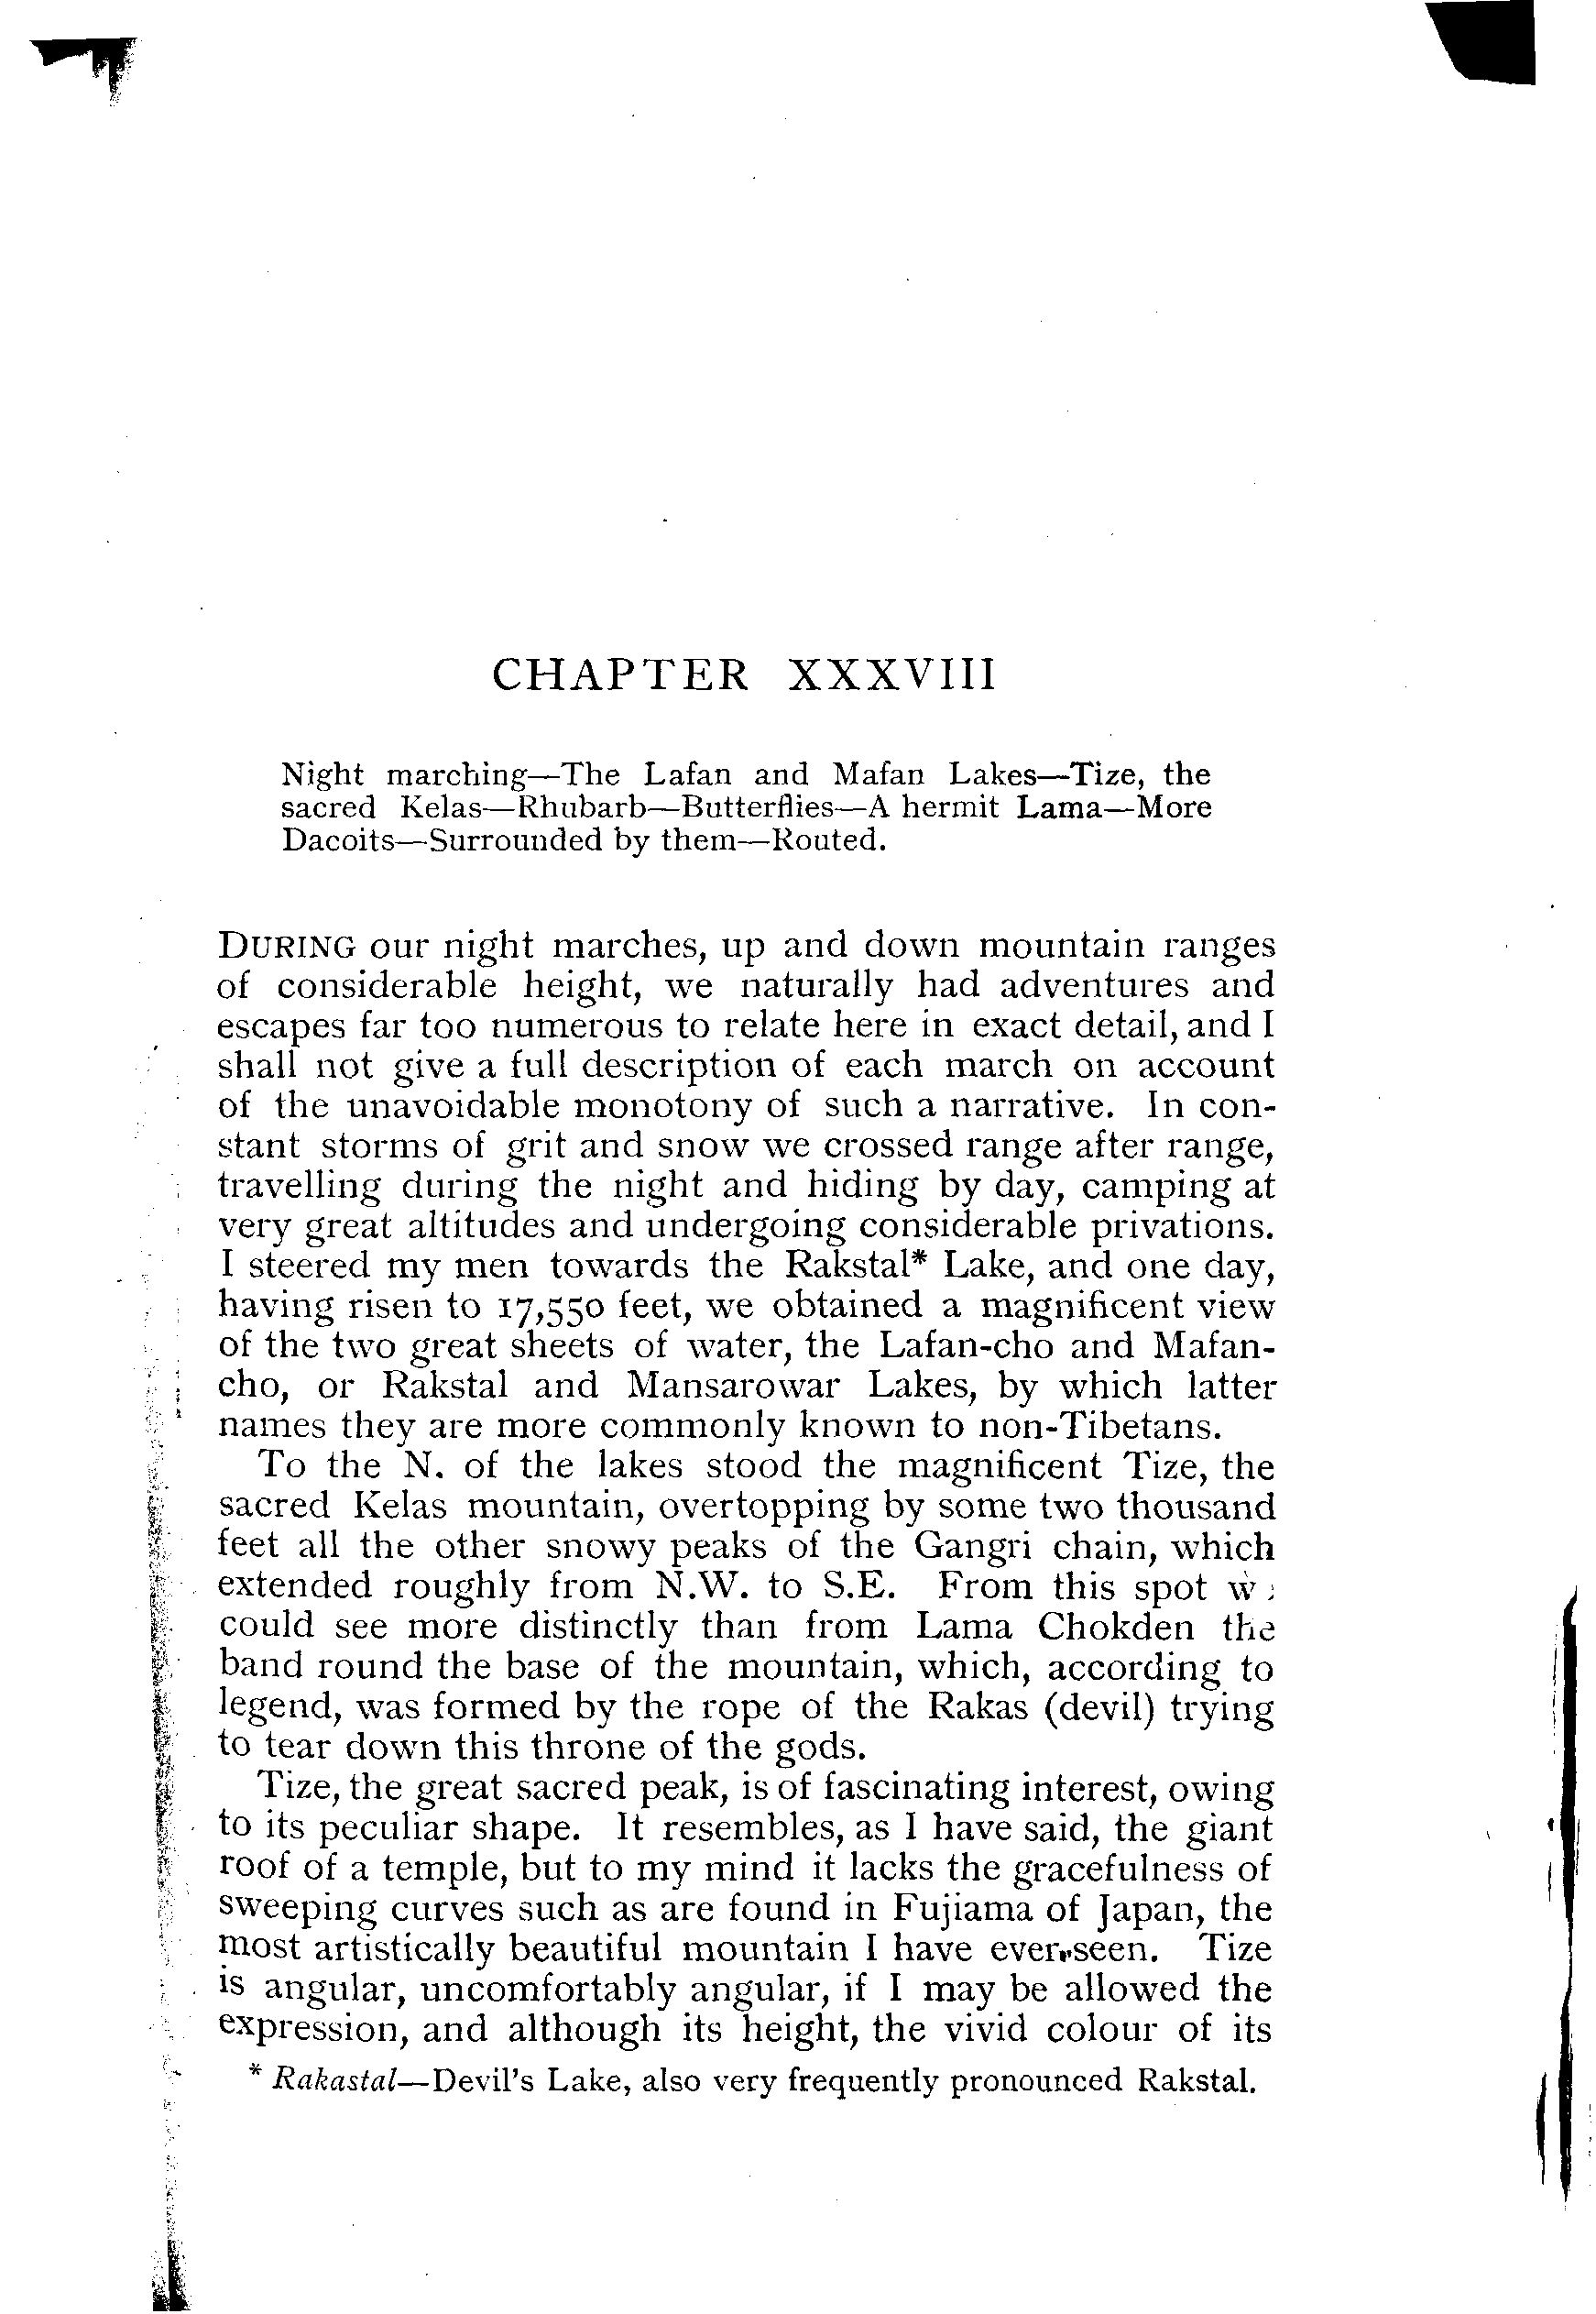 CHAPTER XXXVIII
Night marching—The Lafan and Mafan Lakes—Tize, the
sacred Kelas—Rhubarb—Butterflies—A hermit Lama—More
Dacoits—Surrounded by them—Routed.
DURING our night marches, up and down mountain ranges
of considerable height, we naturally had adventures and
escapes far too numerous to relate here in exact detail, and I
shall not give a full description of each march on account
of the unavoidable monotony of such a narrative. In con-
stant storms of grit and snow we crossed range after range,
travelling during the night and hiding by day, camping at
very great altitudes and undergoing considerable privations.
I steered my men towards the Rakstal* Lake, and one day,
having risen to 17,550 feet, we obtained a magnificent view
of the two great sheets of water, the Lafan-cho and Mafan-
cho, or Rakstal and Mansarowar Lakes, by which latter
names they are more commonly known to non-Tibetans.
To the N. of the lakes stood the magnificent Tize, the
sacred Kelas mountain, overtopping by some two thousand
feet all the other snowy peaks of the Gangri chain, which
extended roughly from N.W. to S.E. From this spot we
could see more distinctly than from Lama Chokden the
band round the base of the mountain, which, according to
legend, was formed by the rope of the Rakas (devil) trying
to tear down this throne of the gods.
Tize, the great sacred peak, is of fascinating interest, owing
to its peculiar shape. It resembles, as I have said, the giant
roof of a temple, but to my mind it lacks the gracefulness of
sweeping curves such as are found in Fujiama of Japan, the
most artistically beautiful mountain I have ever seen. Tize
is angular, uncomfortably angular, if I may be allowed the
expression, and although its height, the vivid colour of its
* Rakastal—Devil's Lake, also very frequently pronounced Rakstal.